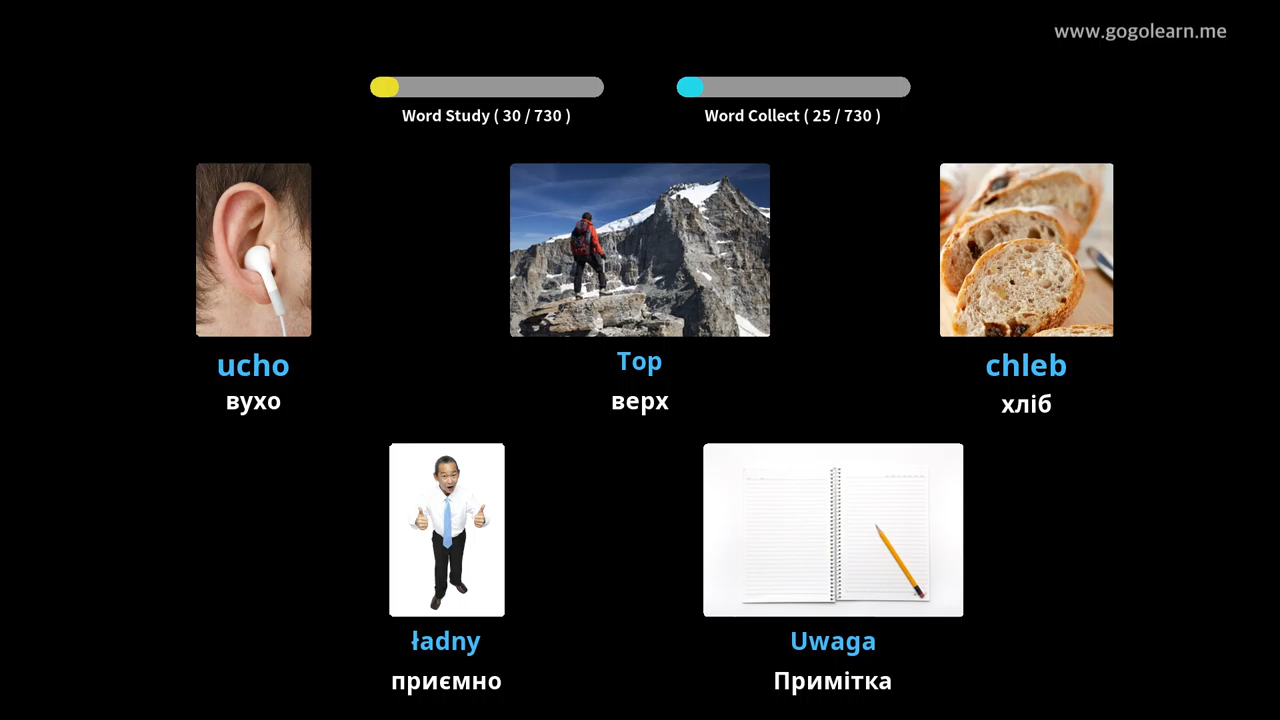 www.gogolearn.me
Word Study ( 30 / 730 )
Word Collect ( 25 / 730 )
ucho
Top
chleb
вухо
верх
хліб
ładny
Uwaga
приємно
Примітка